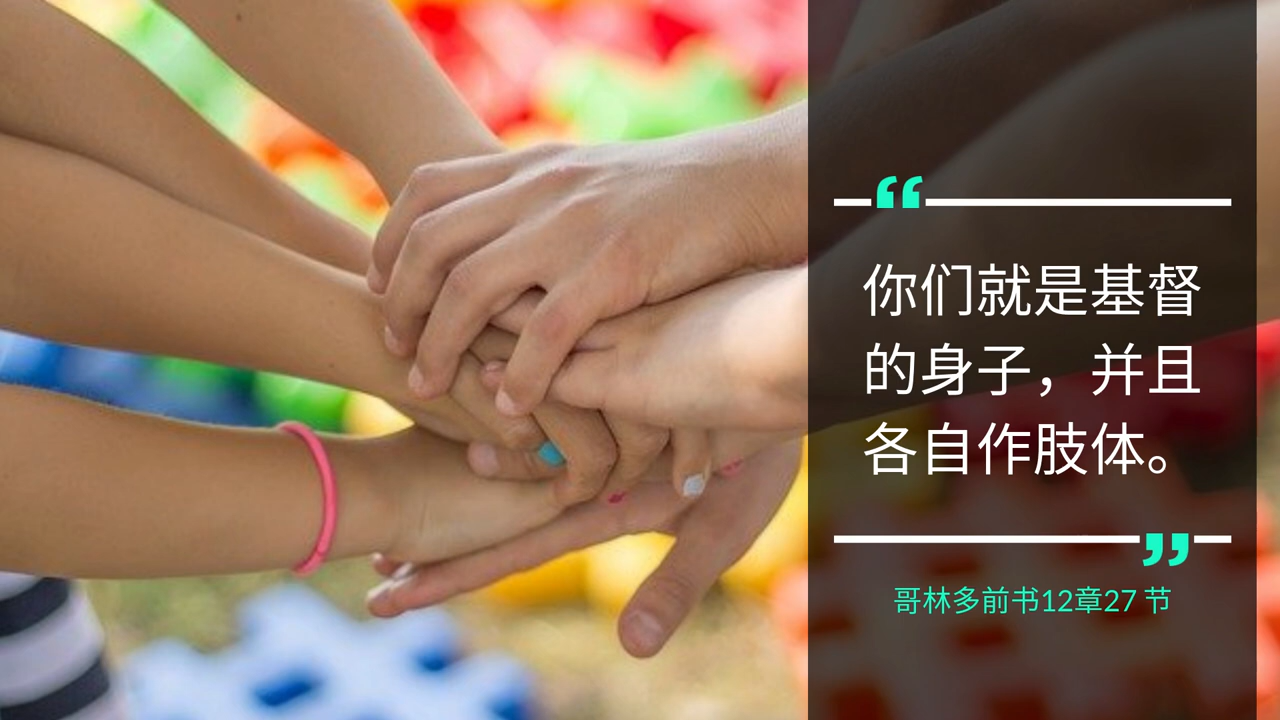 “
你们就是基督
的身子，并且
各自作肢体。
”
哥林多前书12章27 节